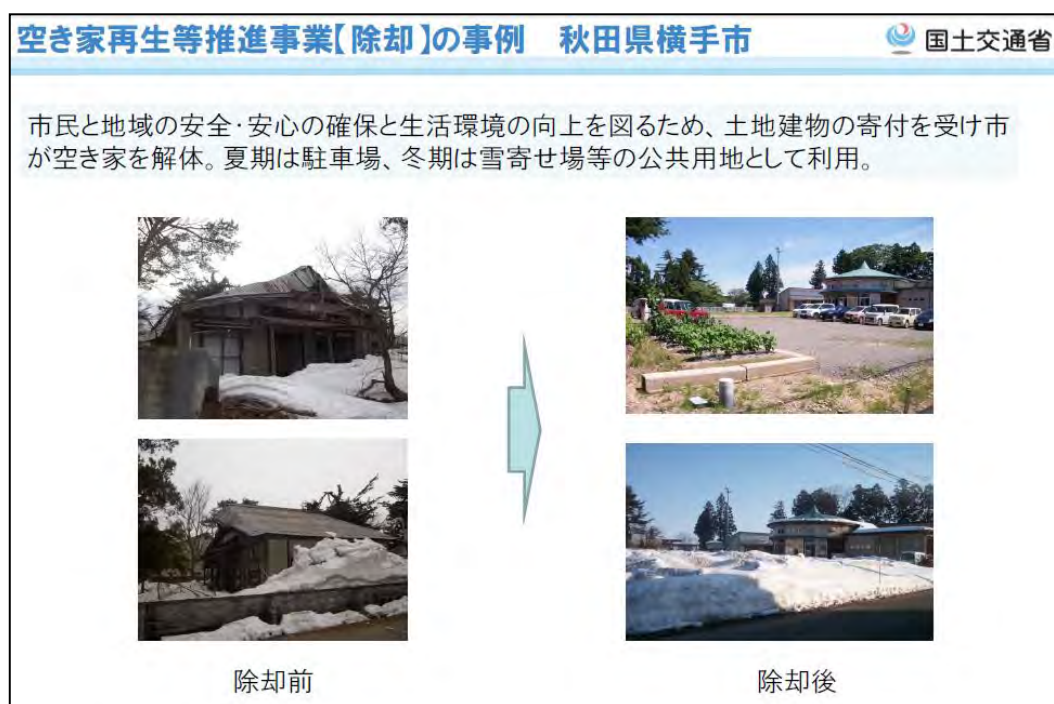 空き家再生等推進事業【除却】の事例　秋田県横手市
国土交通省
市民と地域の安全・安心の確保と生活環境の向上を図るため、土地建物の寄付を受け市
が空き家を解体。夏期は駐車場、冬期は雪寄せ場等の公共用地として利用。
除却前
除却後